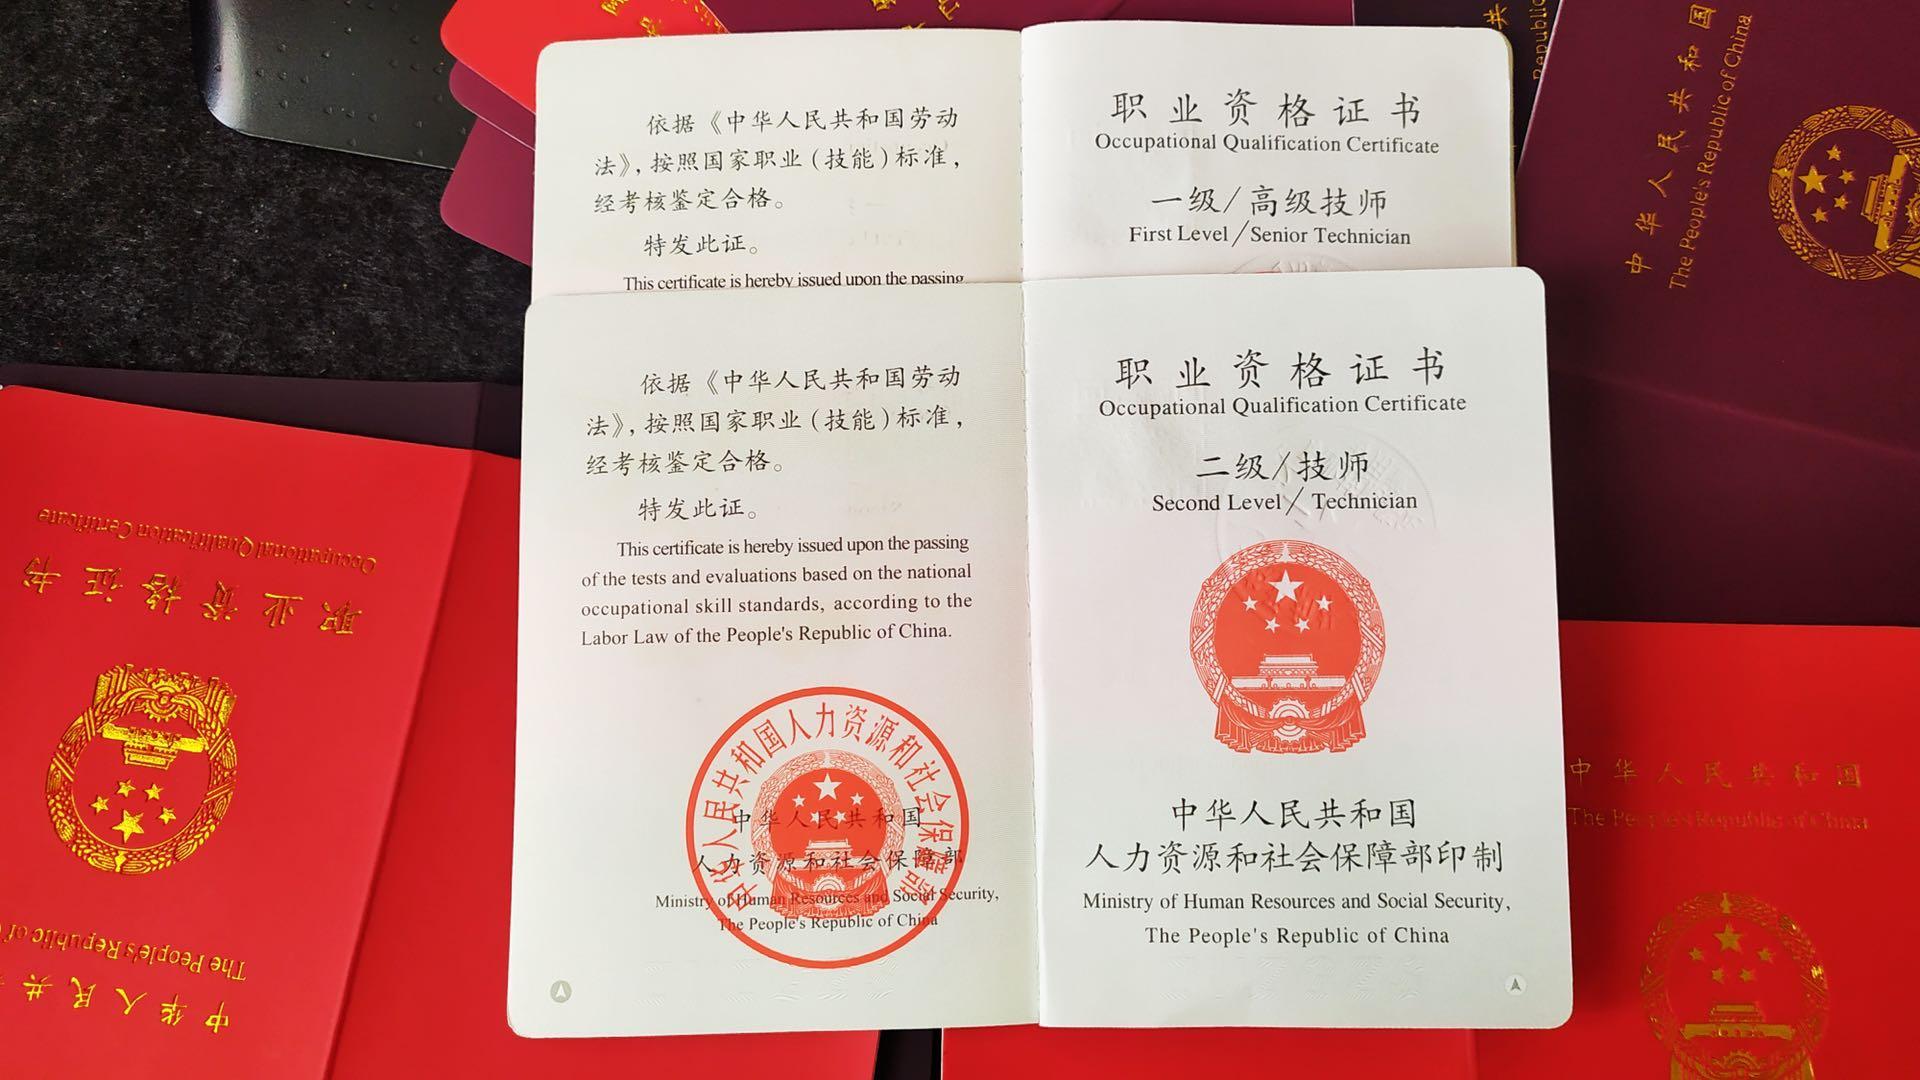 依据《中华人民共和国劳动
法》，按照国家职业(技能)标准，
经考核鉴定合格。
特发此证。
This certificate is hereby issued upon the passing
职业资格证书
Occupational Qualification Certificate
一级/高级技师
First Level/Senior Technician
依据《中华人民共和国劳动
法》，按照国家职业(技能)标准，
经考核鉴定合格。
特发此证。
This certificate is hereby issued upon the passing
of the tests and evaluations based on the national
occupational skill standards, according to the
Labor Law of the People's Republic of China.
中华人民共和国人力资源和社会保障部
中华人民共和国
人力资源和社会保障部
Ministry of Human Resources and Social Security,
The People's Republic of China
职业资格证书
Occupational Qualification Certificate
二级/技师
Second Level/Technician
中华人民共和国
人力资源和社会保障部印制
Ministry of Human Resources and Social Security,
The People's Republic of China
中华人民共和国
The People's Republic of China
中华人民共和国
The People's Republic of China
职业资格证书
Occupational Qualification Certificate
中华人民共
The People's Republic of
共
Republic